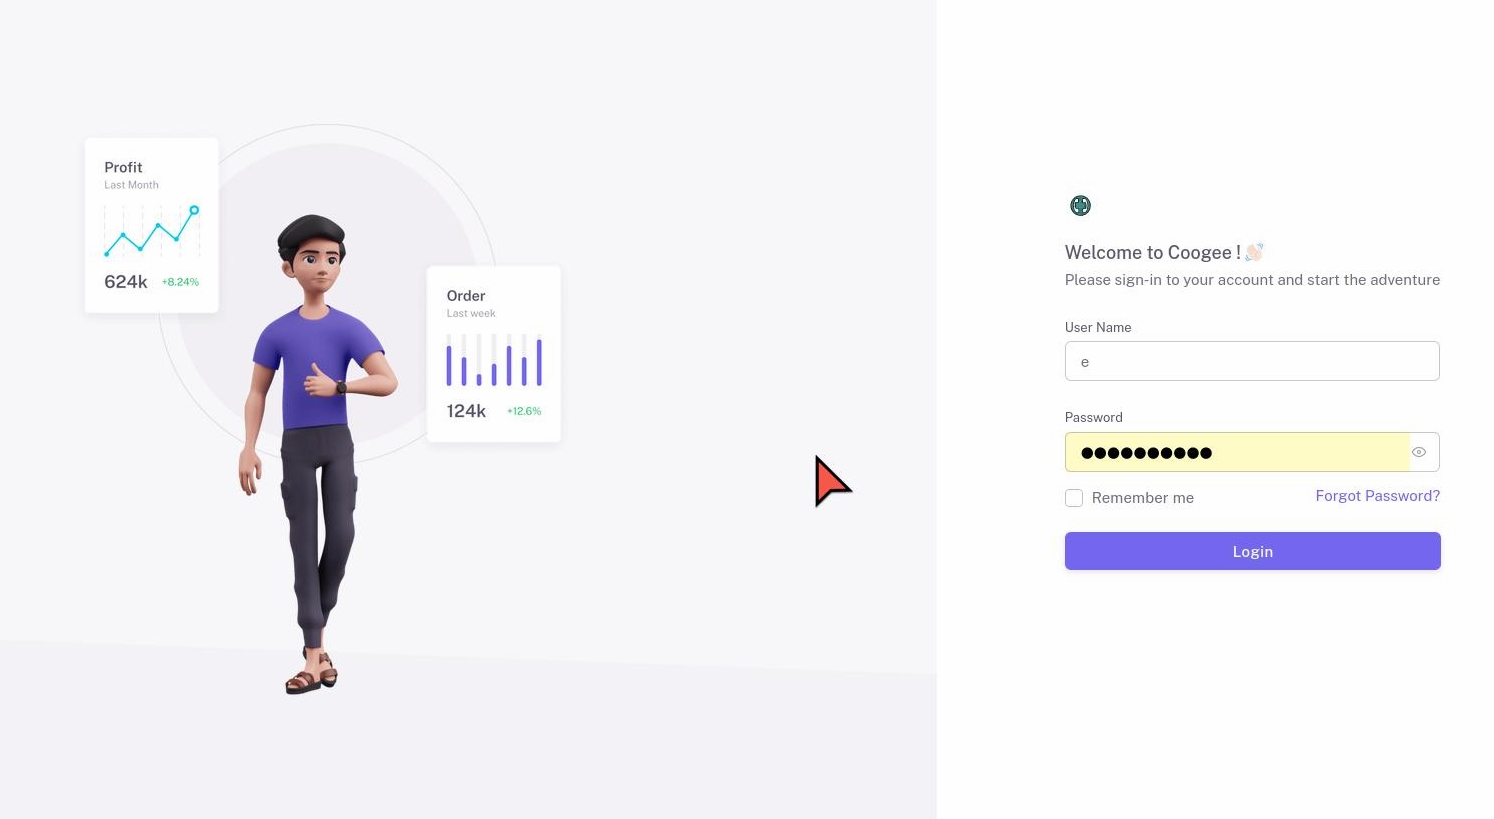 Profit
Last Month
624k +8.24%
Order
Last week
124k +12.6%
Welcome to Coogee ! 👋🏻
Please sign-in to your account and start the adventure
User Name
e
Password
●●●●●●●●●●
Remember me Forgot Password?
Login